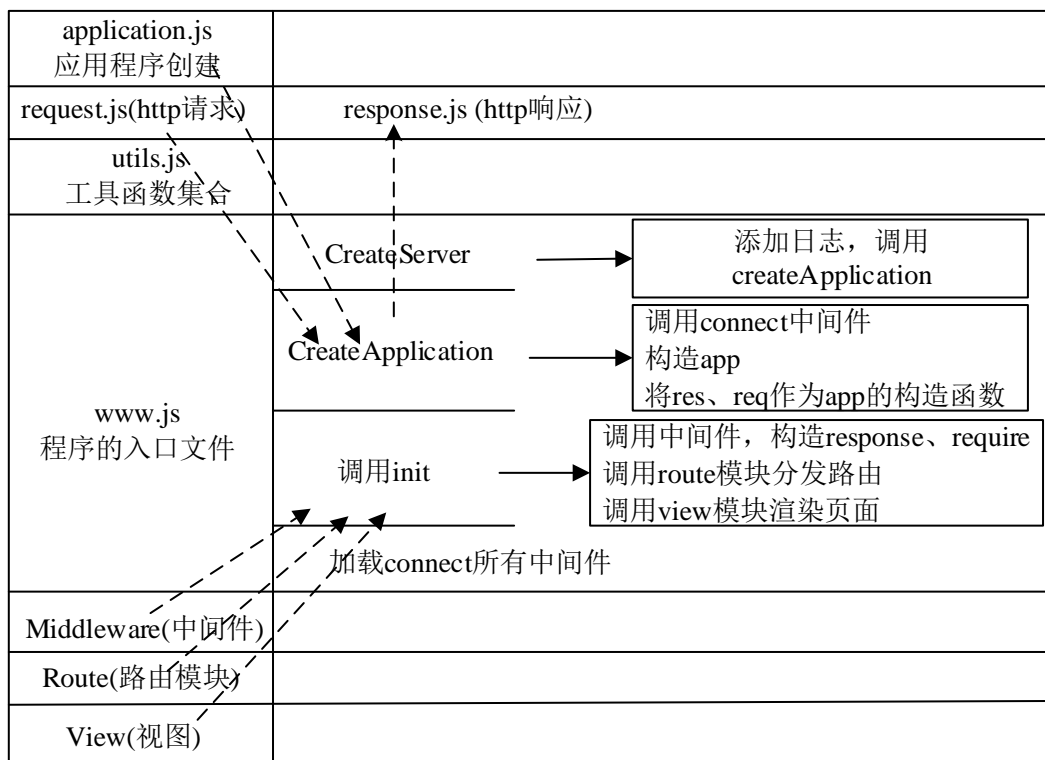 application.js
应用程序创建
request.js(http请求)
response.js (http响应)
utils.js
工具函数集合
CreateServer
添加日志，调用
createApplication
CreateApplication
调用connect中间件
构造app
将res、req作为app的构造函数
www.js
程序的入口文件
调用init
调用中间件，构造response、require
调用route模块分发路由
调用view模块渲染页面
加载connect所有中间件
Middleware(中间件)
Route(路由模块)
View(视图)